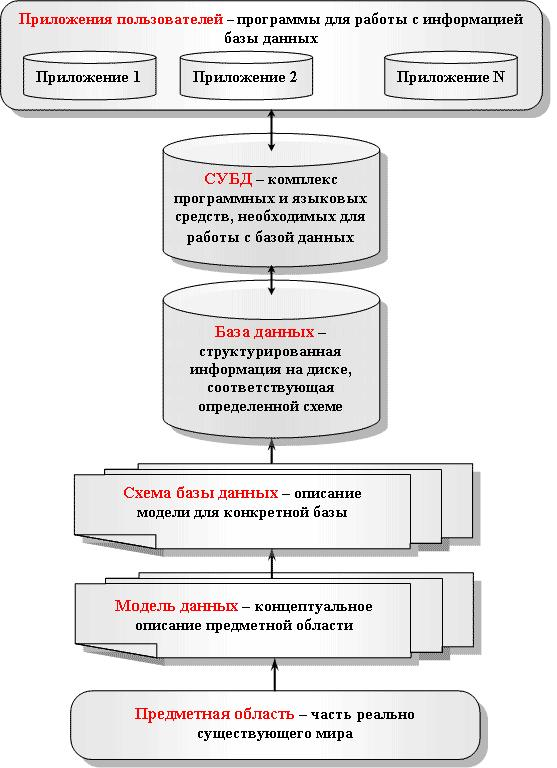 Приложения пользователей – программы для работы с информацией
базы данных
Приложение 1
Приложение 2
Приложение N
СУБД – комплекс
программных и языковых
средств, необходимых для
работы с базой данных
База данных –
структурированная
информация на диске,
соответствующая
определенной схеме
Схема базы данных – описание
модели для конкретной базы
Модель данных – концептуальное
описание предметной области
Предметная область – часть реально
существующего мира